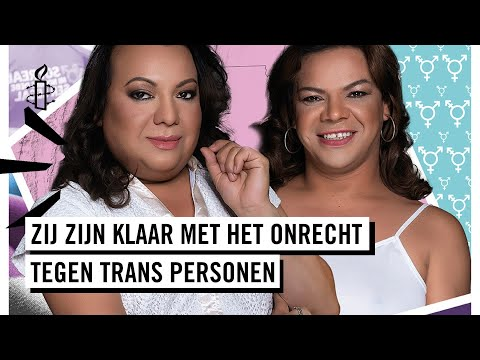 ZIJ ZIJN KLAAR MET HET ONRECHT
TEGEN TRANS PERSONEN